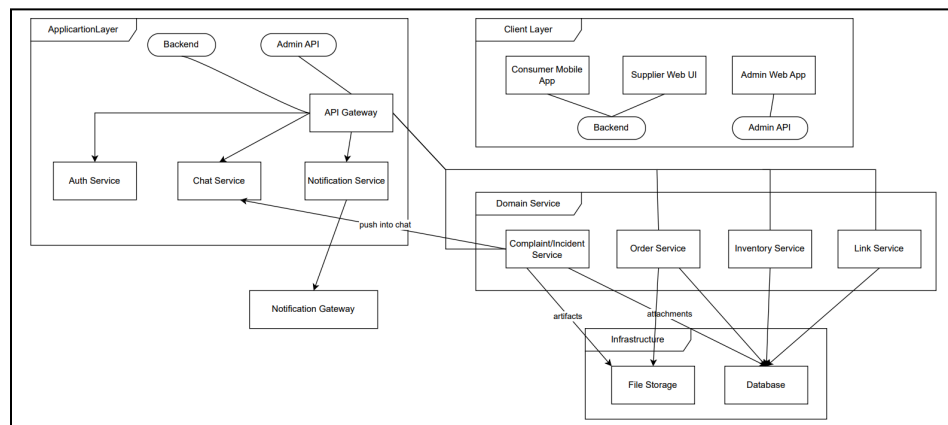 ApplicartionLayer
Backend
Admin API
API Gateway
Auth Service
Chat Service
Notification Service
Notification Gateway
Client Layer
Consumer Mobile
App
Supplier Web UI
Admin Web App
Backend
Admin API
Domain Service
push into chat
Complaint/Incident
Service
Order Service
Inventory Service
Link Service
artifacts
attachments
Infrastructure
File Storage
Database